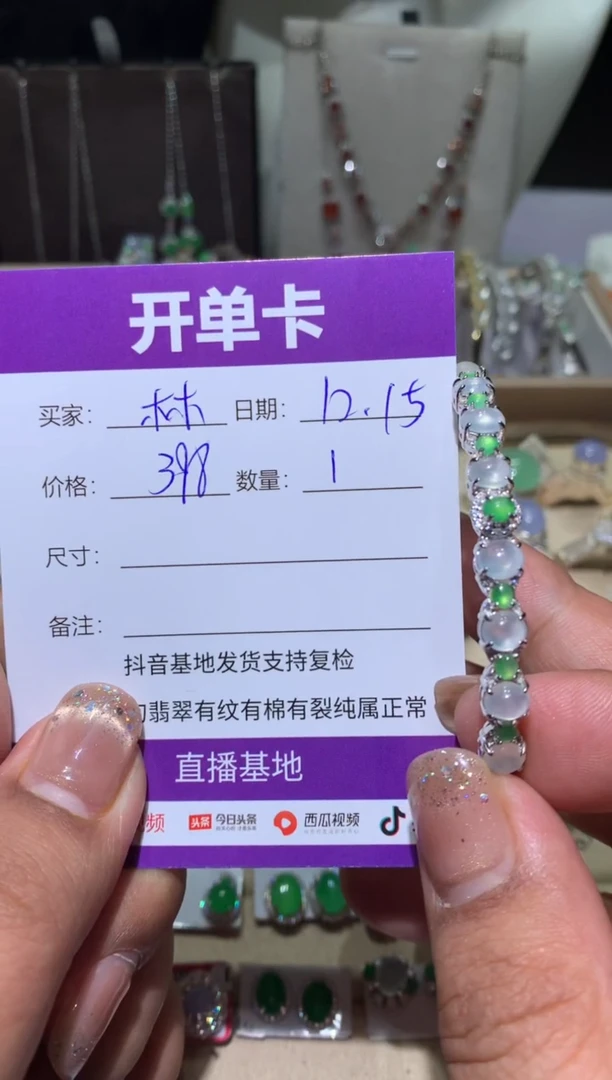 开单卡
买家: 林 日期: 12.15
价格: 398 数量: 1
尺寸:
备注:
抖音基地发货支持复检
翡翠有纹有棉有裂纯属正常
直播基地
频 头条 今日头条 西瓜视频